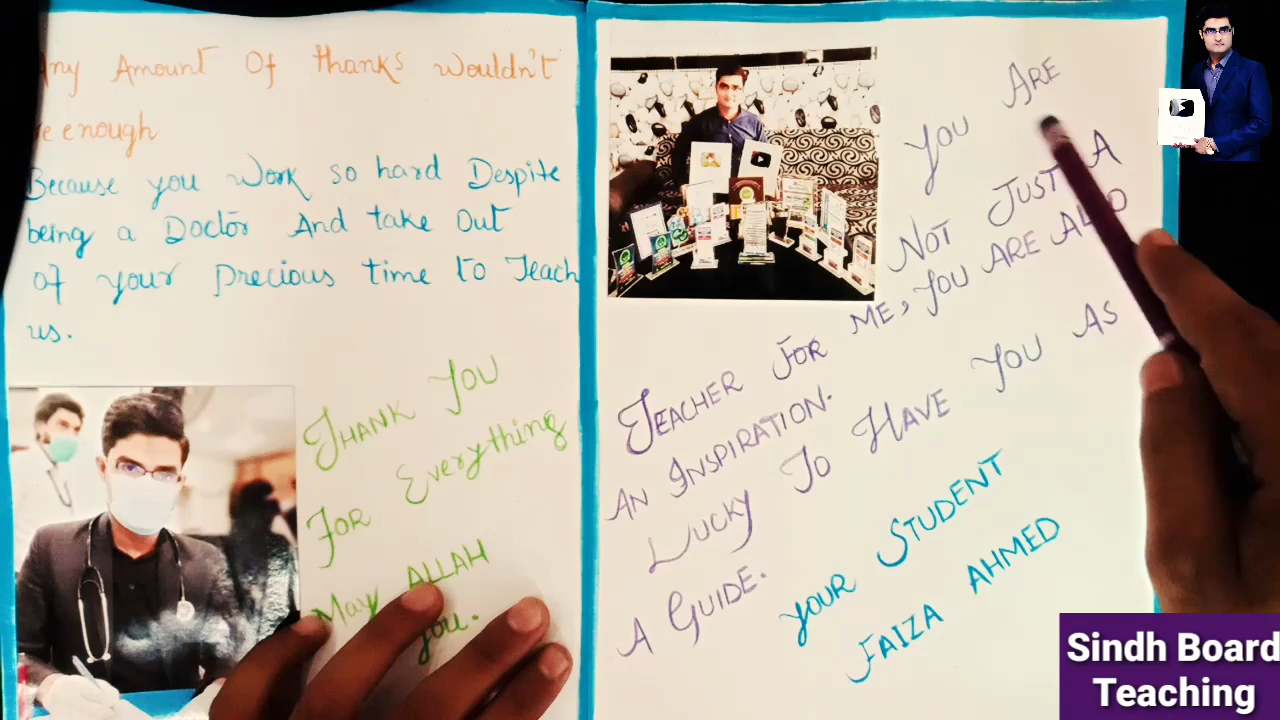 Any Amount Of thanks Wouldn't
enough
Because you Work so hard Despite
being a Doctor And take Out
of your Precious time to Teach
us.
THANK YOU
FOR Everything
May ALLAH
you.
YOU ARE
NOT JUST A
TEACHER FOR ME, YOU ARE ALSO
AN INSPIRATION.
LUCKY TO HAVE YOU AS
A GUIDE.
YOUR STUDENT
FAIZA AHMED
Sindh Board
Teaching